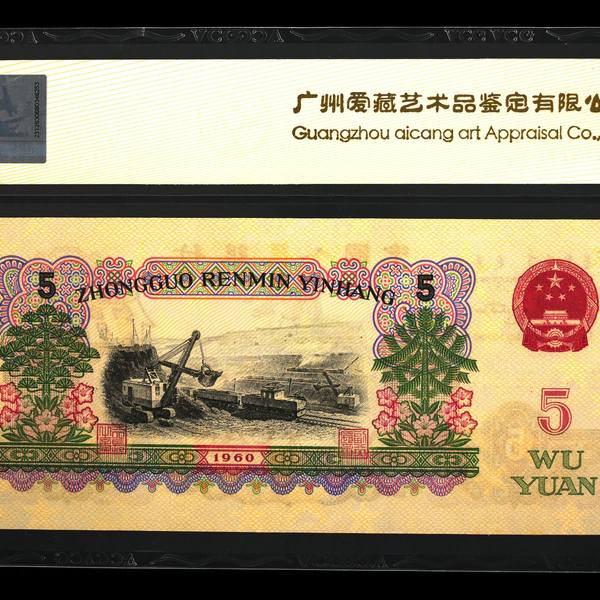 广州爱藏艺术品鉴定有限公
Guangzhou aicang art Appraisal Co.,
5 ZHONGGUO RENMIN YINHANG 5
1960
5
WU
YUAN